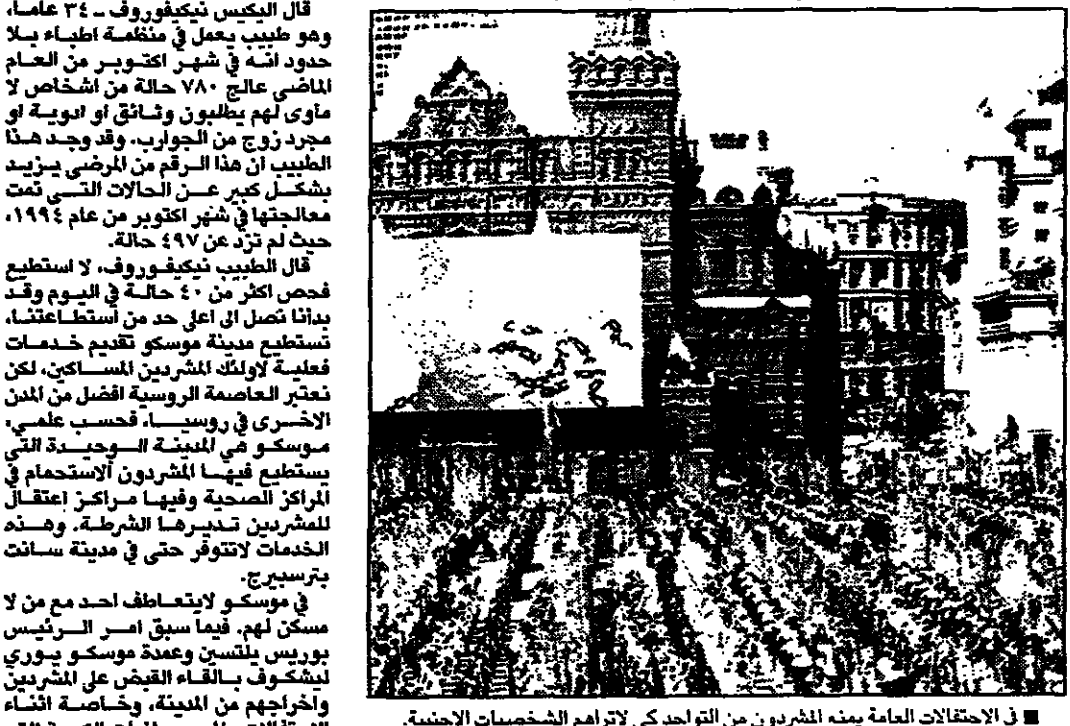 قال اليكيس نيكيفوروف ـ ٣٤ عاما،
وهو طبيب يعمل في منظمة اطباء بلا
حدود انه في شهر اكتوبر من العام
الماضي عالج ٧٨٠ حالة من اشخاص لا
مأوى لهم يطلبون وثائق أو ادوية او
مجرد زوج من الجوارب. وقد وجد هذا
الطبيب ان هذا الرقم من المرضى يزيد
بشكل كبير عن الحالات التي تمت
معالجتها في شهر اكتوبر من عام ١٩٩٤،
حيث لم تزد عن ٤٩٧ حالة.
قال الطبيب نيكيفوروف، لا استطيع
فحص اكثر من ٤٠ حالة في اليوم وقد
بدأنا نصل الى اعلى حد من أستطاعتنا،
تستطيع مدينة موسكو تقديم خدمات
فعلية لاولئك المشردين المساكين، لكن
نعتبر العاصمة الروسية افضل من المدن
الاخرى في روسيا، فحسب علمي،
موسكو هي المدينة الوحيدة التي
يستطيع فيها المشردون الاستحمام في
المراكز الصحية وفيها مراكز إعتقال
للمشردين تديرها الشرطة. وهذه
الخدمات لاتتوفر حتى في مدينة سانت
بترسبيرج.
في موسكو لايتعاطف احد مع من لا
مسكن لهم. فيما سبق امر الرئيس
بوريس يلتسين وعمدة موسكو يوري
ليشكوف بالقاء القبض على المشردين
وأخراجهم من المدينة، وخاصة اثناء
في الاحتفالات العامة يمنع المشردون من التواجد كي لاتراهم الشخصيات الاجنبية.